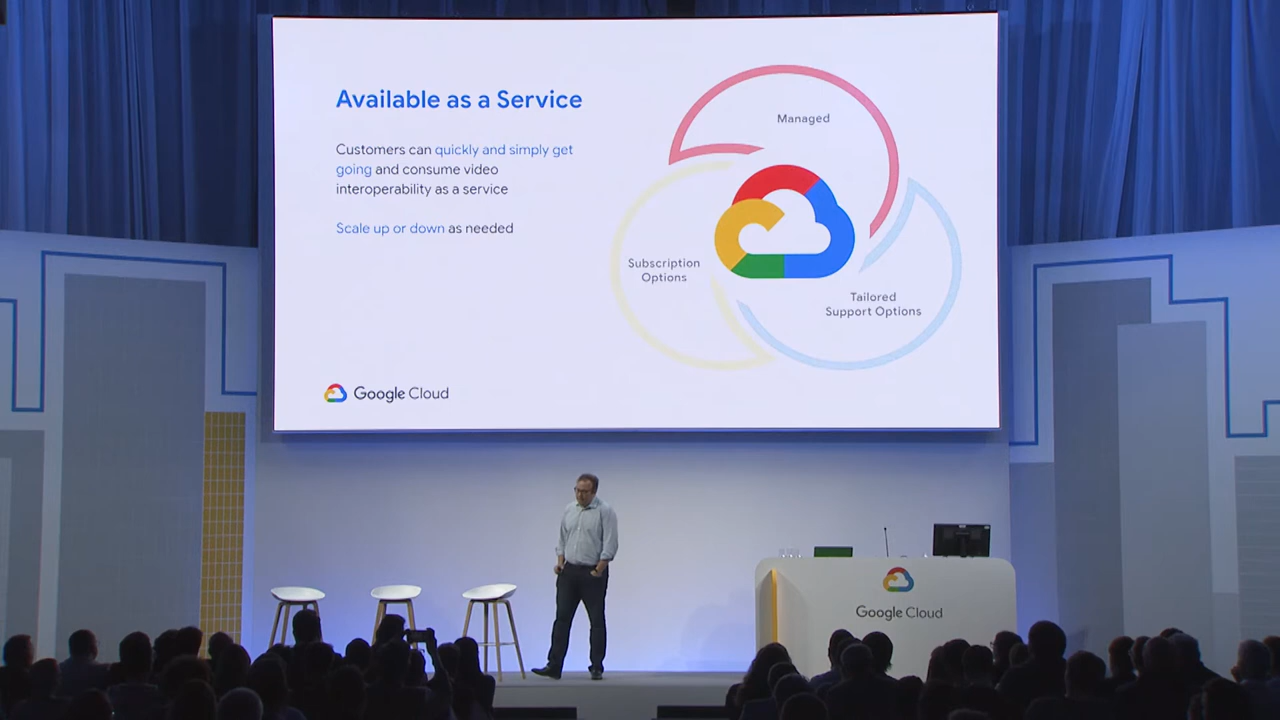 Available as a Service
Customers can quickly and simply get
going and consume video
interoperability as a service
Scale up or down as needed
Managed
Subscription
Options
Tailored
Support Options
Google Cloud
Google Cloud